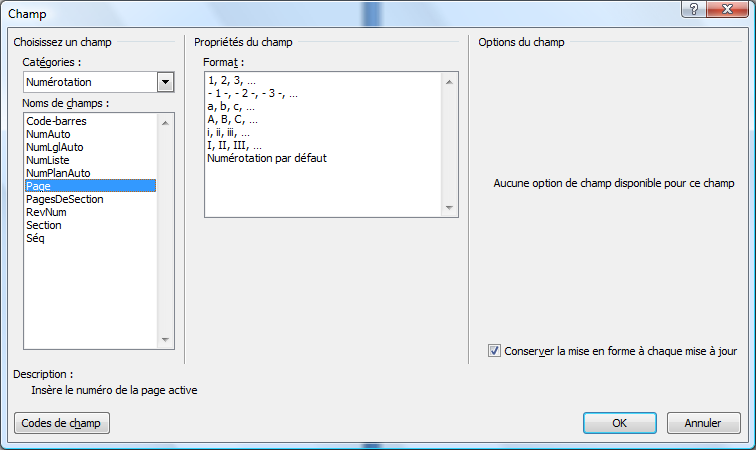 Champ
Choisissez un champ
Catégories :
Numérotation
Noms de champs :
Code-barres
NumAuto
NumLglAuto
NumListe
NumPlanAuto
Page
PagesDeSection
RevNum
Section
Séq
Propriétés du champ
Format :
1, 2, 3, ...
- 1 -, - 2 -, - 3 -, ...
a, b, c, ...
A, B, C, ...
i, ii, iii, ...
I, II, III, ...
Numérotation par défaut
Options du champ
Aucune option de champ disponible pour ce champ
Conserver la mise en forme à chaque mise à jour
Description :
Insère le numéro de la page active
Codes de champ
OK
Annuler